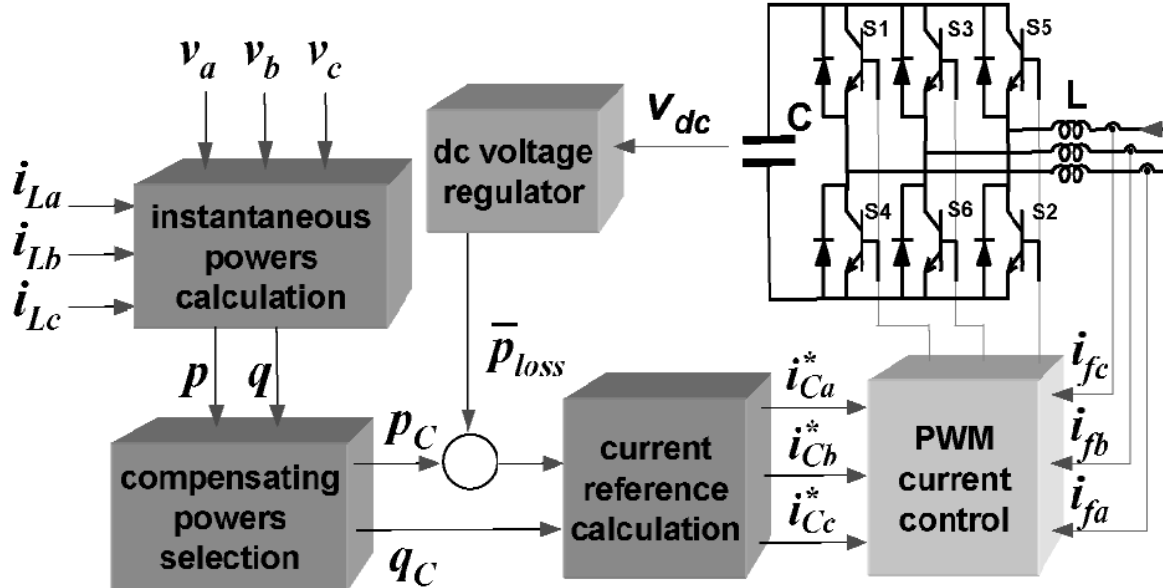 v_a v_b v_c
i_La
i_Lb
i_Lc
instantaneous
powers
calculation
dc voltage
regulator
v_dc
C
S1 S3 S5
L
S4 S6 S2
p q
p̅_loss
compensating
powers
selection
p_C
q_C
current
reference
calculation
i*_Ca
i*_Cb
i*_Cc
PWM
current
control
i_fc
i_fb
i_fa